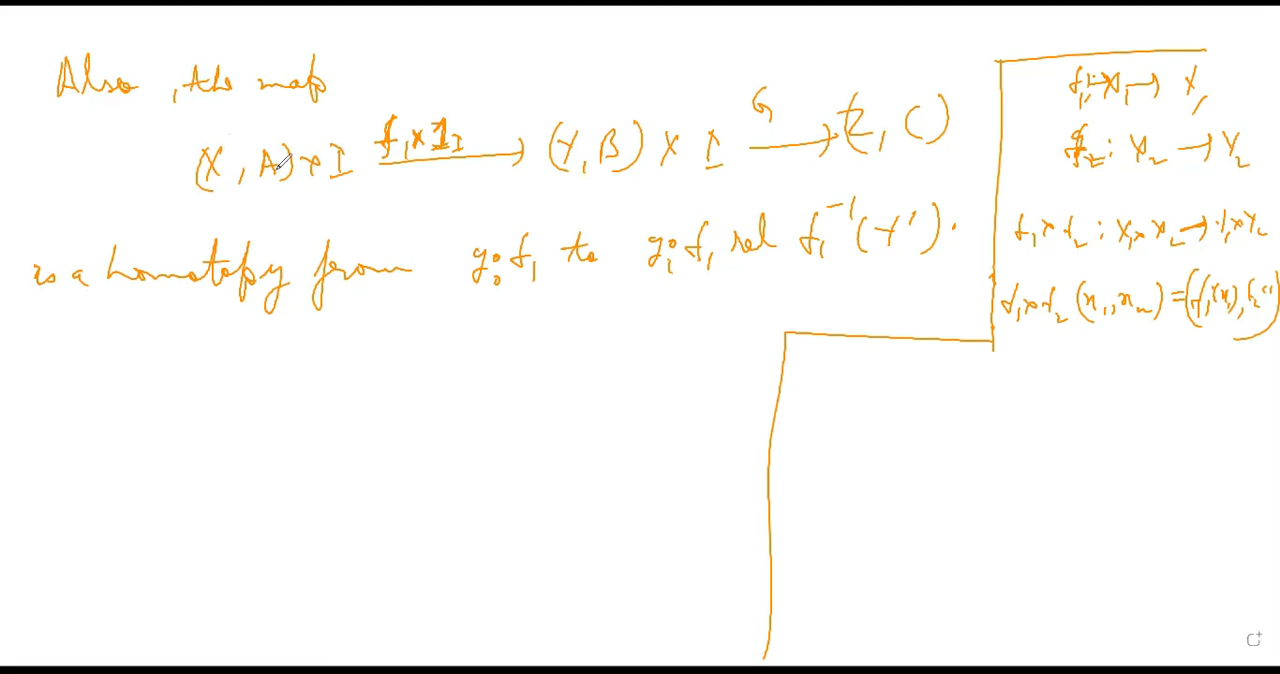 Also, the map
(X, A) × I f₁×1_I → (Y, B) × I G → (Z, C)
is a homotopy from g₀∘f₁ to g₁∘f₁ rel f₁⁻¹(Y').
f₁: X₁ → Y₁
f₂: X₂ → Y₂
f₁×f₂: X₁×X₂ → Y₁×Y₂
f₁×f₂ (x₁, x₂) = (f₁(x₁), f₂